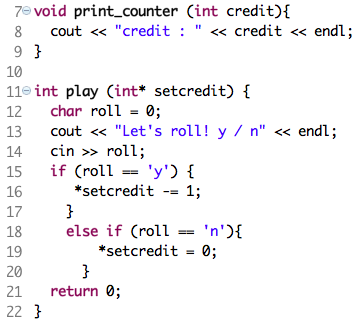 7 void print_counter (int credit){
8 cout << "credit : " << credit << endl;
9 }
10
11 int play (int* setcredit) {
12 char roll = 0;
13 cout << "Let's roll! y / n" << endl;
14 cin >> roll;
15 if (roll == 'y') {
16 *setcredit -= 1;
17 }
18 else if (roll == 'n'){
19 *setcredit = 0;
20 }
21 return 0;
22 }